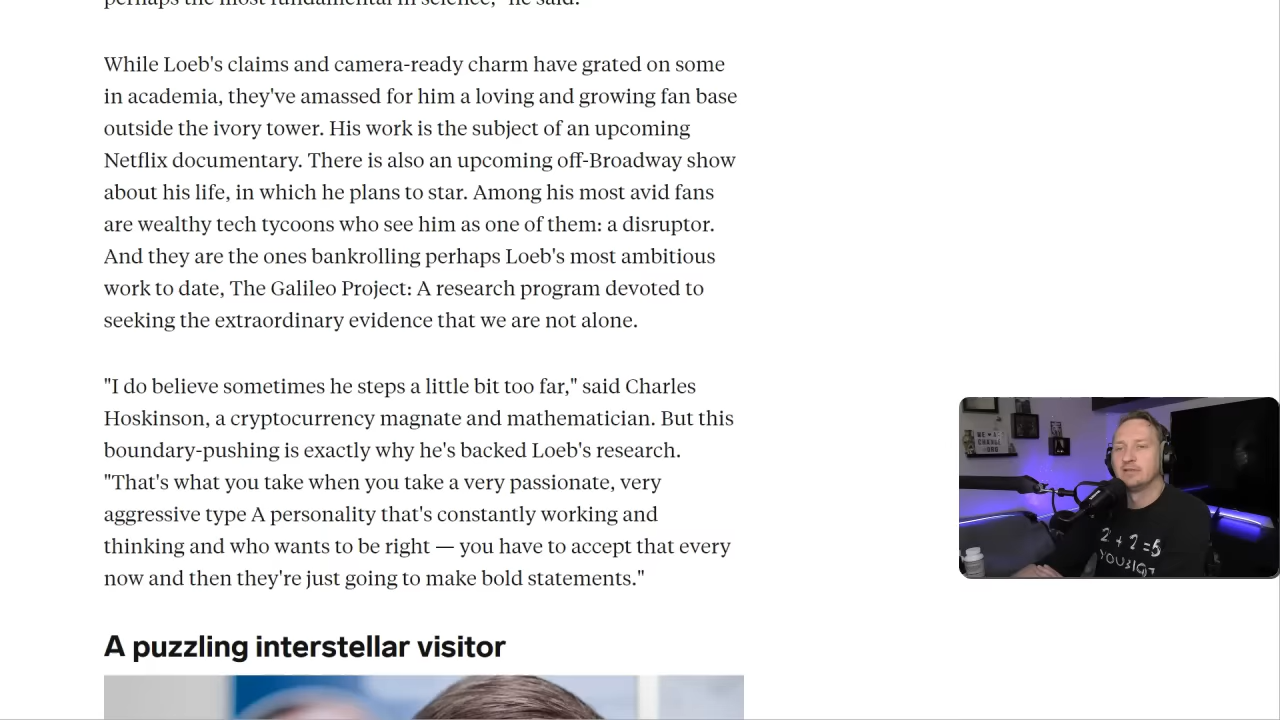 perhaps the most fundamental in science," he said.
While Loeb's claims and camera-ready charm have grated on some
in academia, they've amassed for him a loving and growing fan base
outside the ivory tower. His work is the subject of an upcoming
Netflix documentary. There is also an upcoming off-Broadway show
about his life, in which he plans to star. Among his most avid fans
are wealthy tech tycoons who see him as one of them: a disruptor.
And they are the ones bankrolling perhaps Loeb's most ambitious
work to date, The Galileo Project: A research program devoted to
seeking the extraordinary evidence that we are not alone.
"I do believe sometimes he steps a little bit too far," said Charles
Hoskinson, a cryptocurrency magnate and mathematician. But this
boundary-pushing is exactly why he's backed Loeb's research.
"That's what you take when you take a very passionate, very
aggressive type A personality that's constantly working and
thinking and who wants to be right — you have to accept that every
now and then they're just going to make bold statements."
A puzzling interstellar visitor
WE ♥ ARE
CHANGE
.ORG
2 + 2 = 5